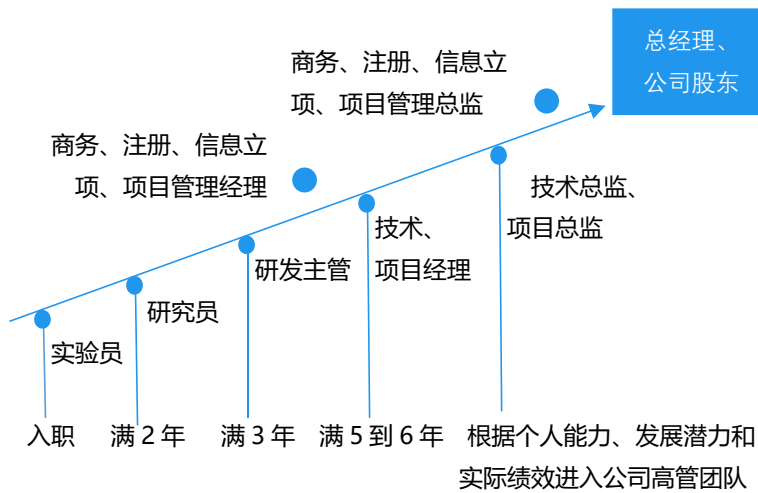 总经理、
公司股东
商务、注册、信息立
项、项目管理总监
商务、注册、信息立
项、项目管理经理
技术总监、
项目总监
技术、
项目经理
研发主管
研究员
实验员
入职
满2年
满3年
满5到6年
根据个人能力、发展潜力和
实际绩效进入公司高管团队